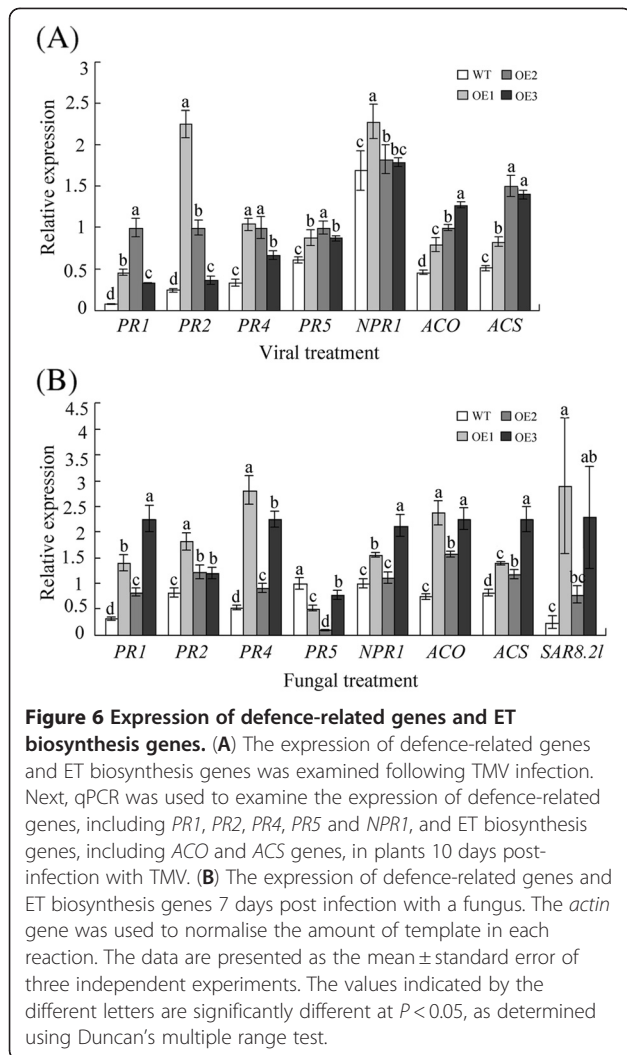 (A)
3
2.5
2
1.5
1
0.5
0
Relative expression
WT OE2
OE1 OE3
d b a c
d a b c
c a a b
c b a b
c a b bc
d c b a
c b a a
PR1 PR2 PR4 PR5 NPR1 ACO ACS
Viral treatment
(B)
4.5
3.5
3
2.5
2
1.5
1
0.5
0
Relative expression
WT OE2
OE1 OE3
d b c a
c a b b
d a c b
a c d b
c b c a
c a b a
d b c a
c a bc ab
PR1 PR2 PR4 PR5 NPR1 ACO ACS SAR8.2l
Fungal treatment
Figure 6 Expression of defence-related genes and ET
biosynthesis genes. (A) The expression of defence-related genes
and ET biosynthesis genes was examined following TMV infection.
Next, qPCR was used to examine the expression of defence-related
genes, including PR1, PR2, PR4, PR5 and NPR1, and ET biosynthesis
genes, including ACO and ACS genes, in plants 10 days post-
infection with TMV. (B) The expression of defence-related genes and
ET biosynthesis genes 7 days post infection with a fungus. The actin
gene was used to normalise the amount of template in each
reaction. The data are presented as the mean ± standard error of
three independent experiments. The values indicated by the
different letters are significantly different at P < 0.05, as determined
using Duncan's multiple range test.